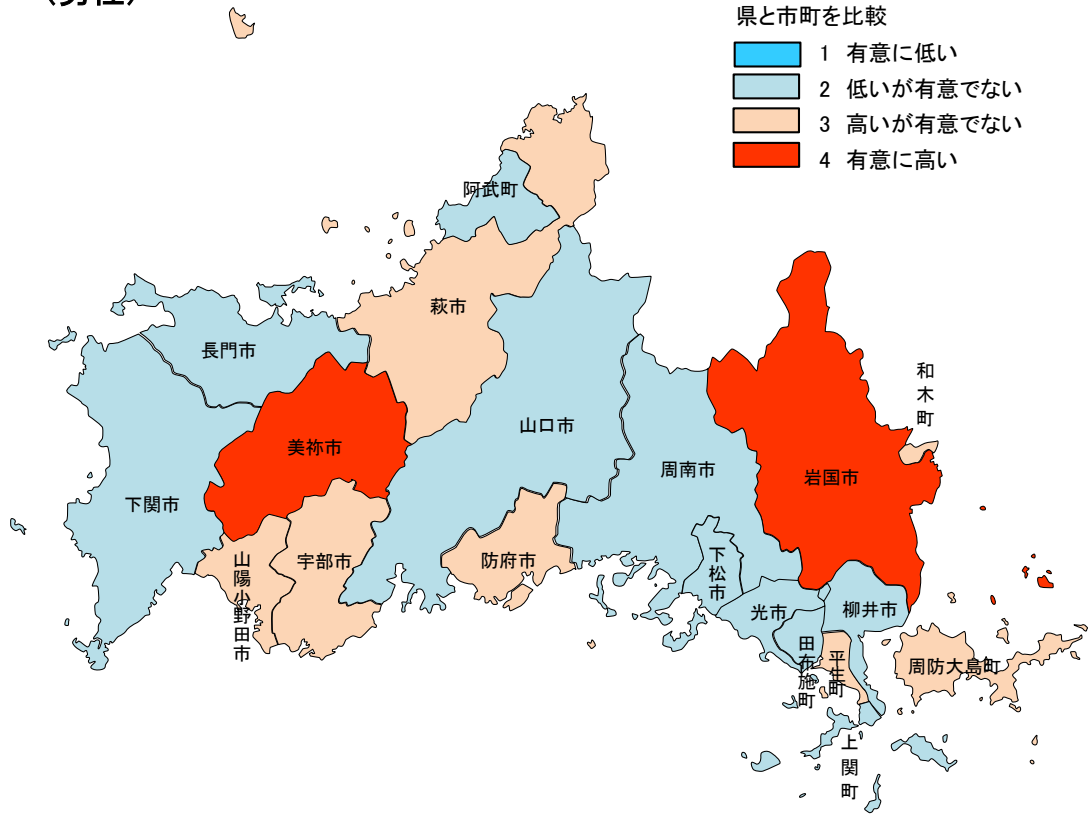 (男性)
県と市町を比較
1 有意に低い
2 低いが有意でない
3 高いが有意でない
4 有意に高い
阿武町
萩市
長門市
和木町
山口市
美祢市
周南市
岩国市
下関市
宇部市
防府市
山陽小野田市
下松市
光市
柳井市
田布施町
平生町
周防大島町
上関町